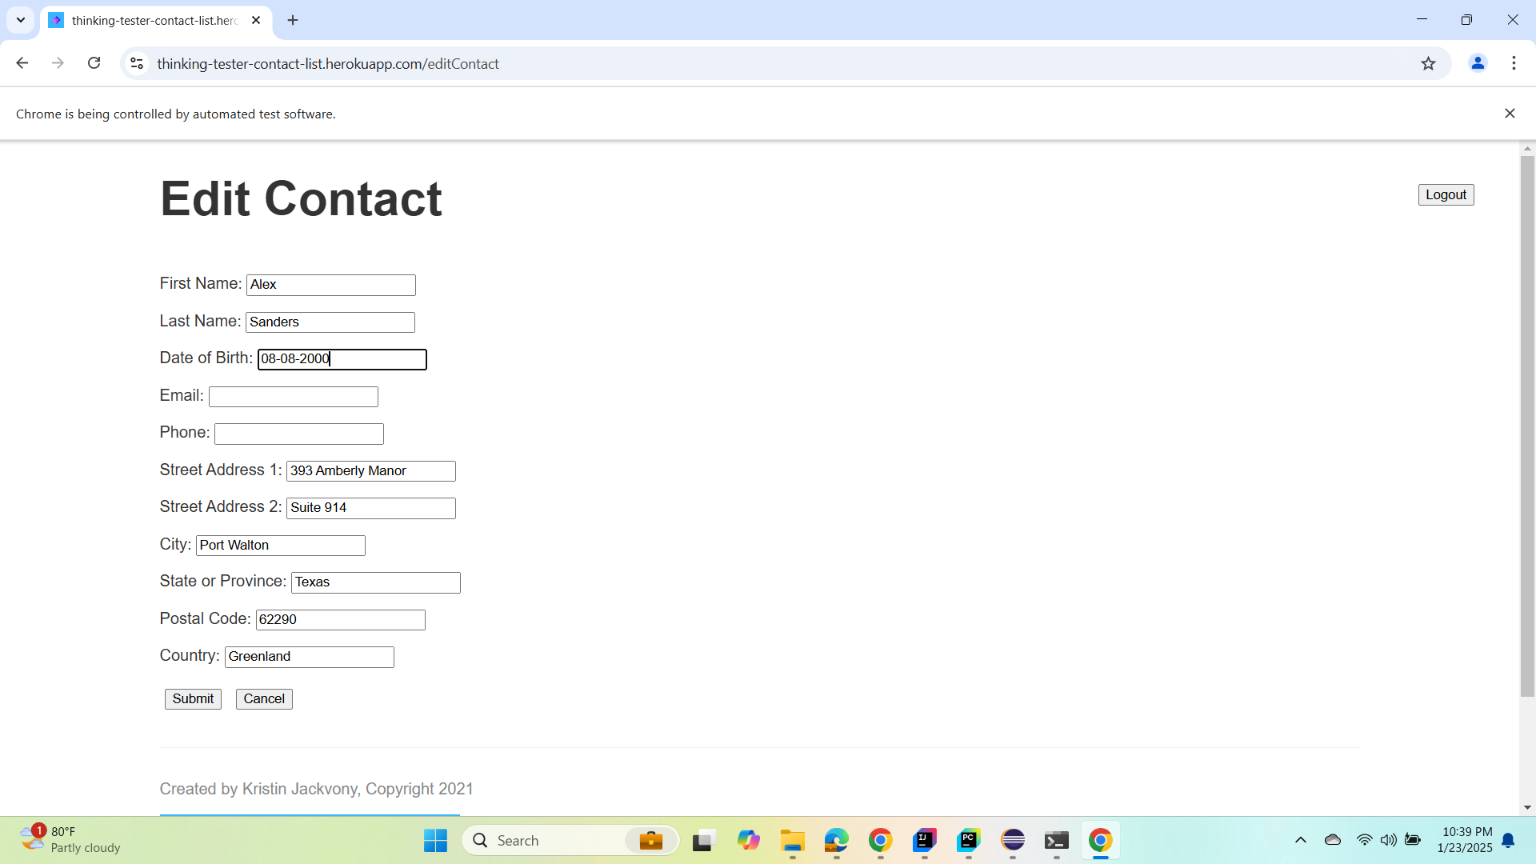 thinking-tester-contact-list.herc
thinking-tester-contact-list.herokuapp.com/editContact
Chrome is being controlled by automated test software.
Edit Contact
Logout
First Name: Alex
Last Name: Sanders
Date of Birth: 08-08-2000
Email:
Phone:
Street Address 1: 393 Amberly Manor
Street Address 2: Suite 914
City: Port Walton
State or Province: Texas
Postal Code: 62290
Country: Greenland
Submit Cancel
Created by Kristin Jackvony, Copyright 2021
1
80°F
Partly cloudy
Search
IJ
PC
10:39 PM
1/23/2025